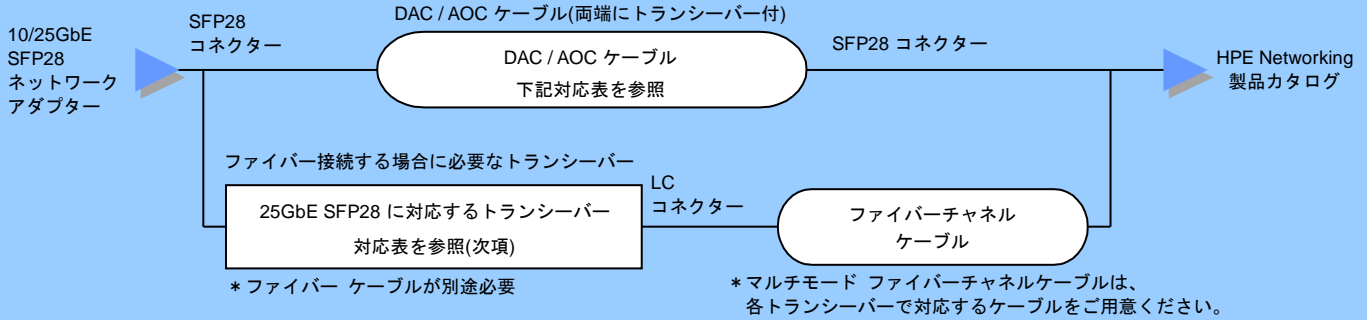 10/25GbE
SFP28
ネットワーク
アダプター
SFP28
コネクター
DAC / AOC ケーブル(両端にトランシーバー付)
DAC / AOC ケーブル
下記対応表を参照
SFP28 コネクター
HPE Networking
製品カタログ
ファイバー接続する場合に必要なトランシーバー
25GbE SFP28 に対応するトランシーバー
対応表を参照(次項)
＊ファイバー ケーブルが別途必要
LC
コネクター
ファイバーチャネル
ケーブル
＊マルチモード ファイバーチャネルケーブルは、
各トランシーバーで対応するケーブルをご用意ください。